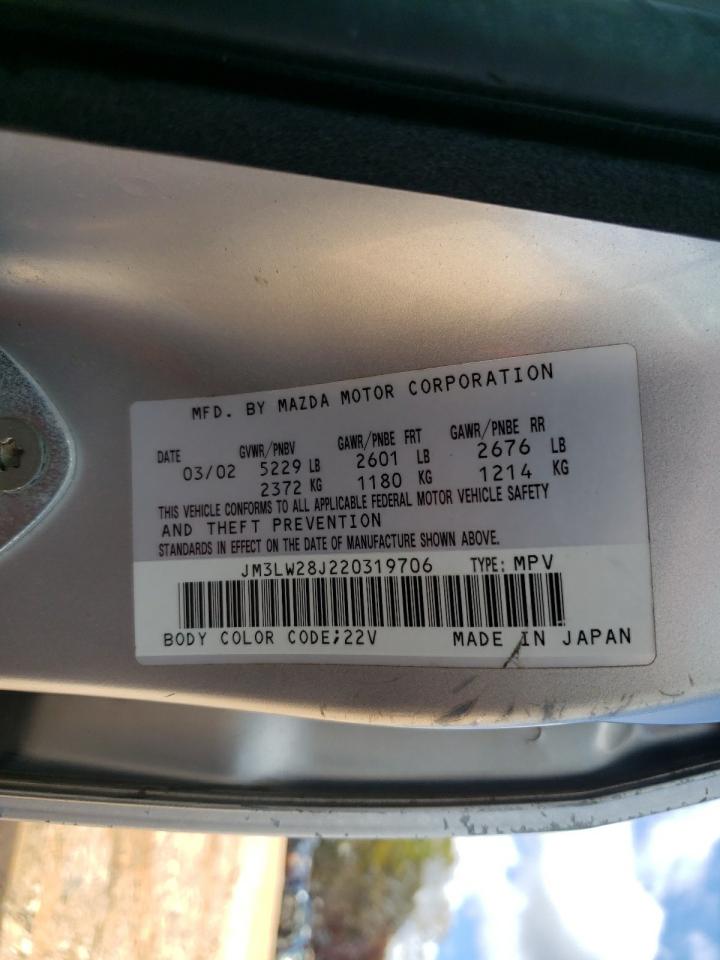 MFD. BY MAZDA MOTOR CORPORATION
DATE GVWR/PNBV GAWR/PNBE FRT GAWR/PNBE RR
03/02 5229 LB 2601 LB 2676 LB
2372 KG 1180 KG 1214 KG
THIS VEHICLE CONFORMS TO ALL APPLICABLE FEDERAL MOTOR VEHICLE SAFETY
AND THEFT PREVENTION
STANDARDS IN EFFECT ON THE DATE OF MANUFACTURE SHOWN ABOVE.
JM3LW28J220319706 TYPE: MPV
BODY COLOR CODE;22V MADE IN JAPAN